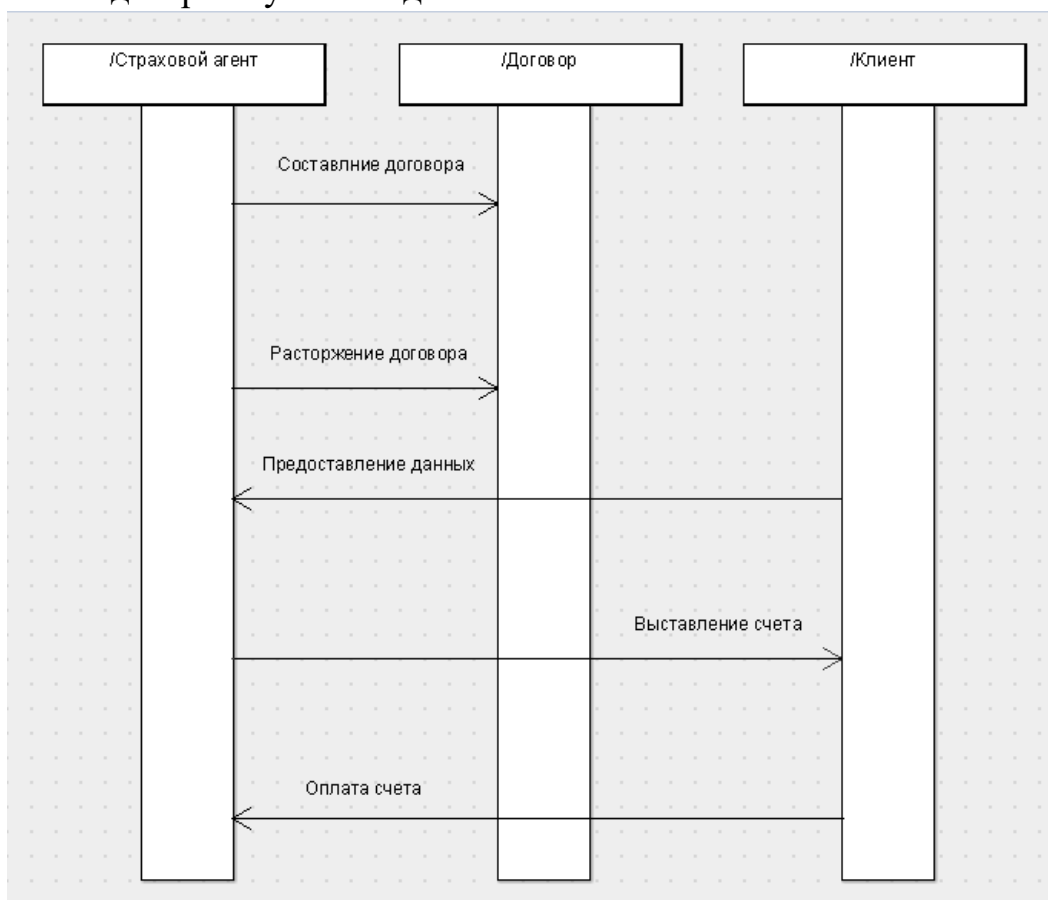 /Страховой агент
/Договор
/Клиент
Составлние договора
Расторжение договора
Предоставление данных
Выставление счета
Оплата счета